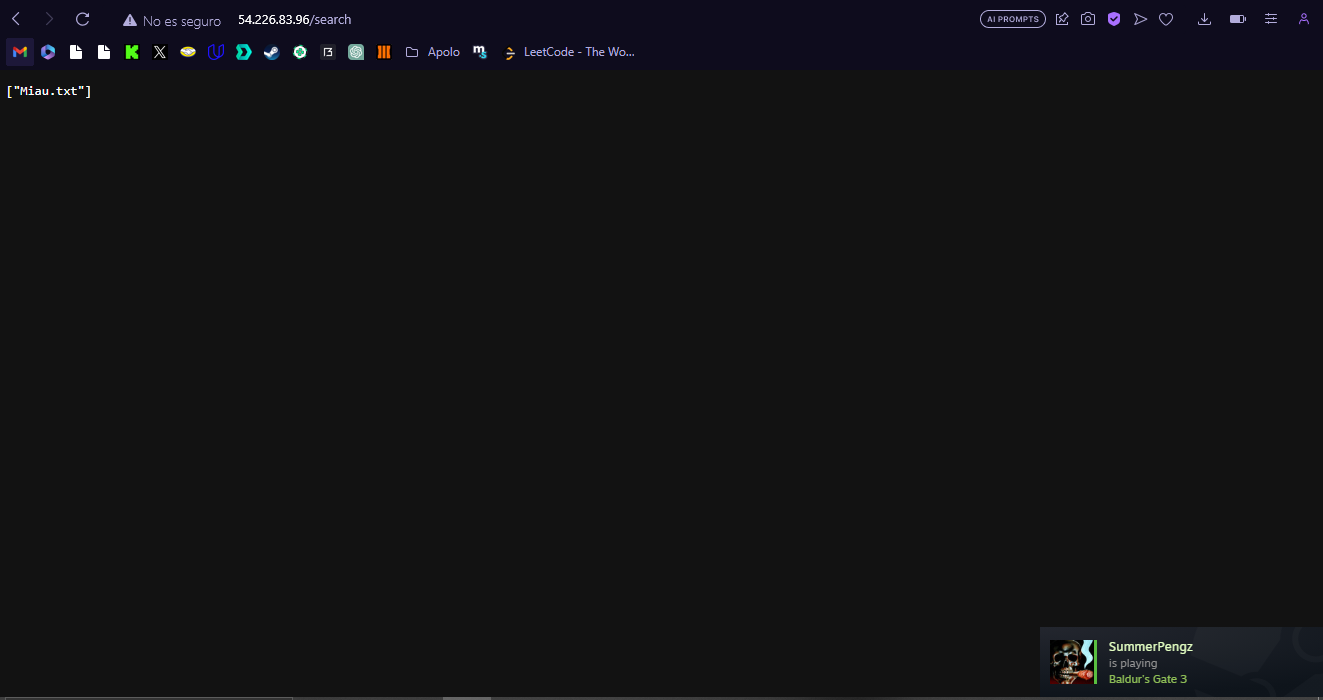 No es seguro 54.226.83.96/search AI PROMPTS
Apolo LeetCode - The Wo...
["Miau.txt"]
SummerPengz
is playing
Baldur's Gate 3